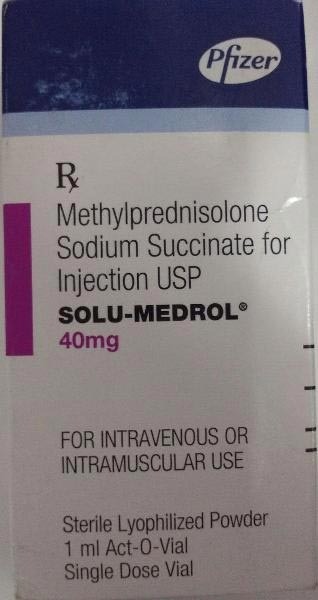 Pfizer
Rx
Methylprednisolone
Sodium Succinate for
Injection USP
SOLU-MEDROL®
40mg
FOR INTRAVENOUS OR
INTRAMUSCULAR USE
Sterile Lyophilized Powder
1 ml Act-O-Vial
Single Dose Vial